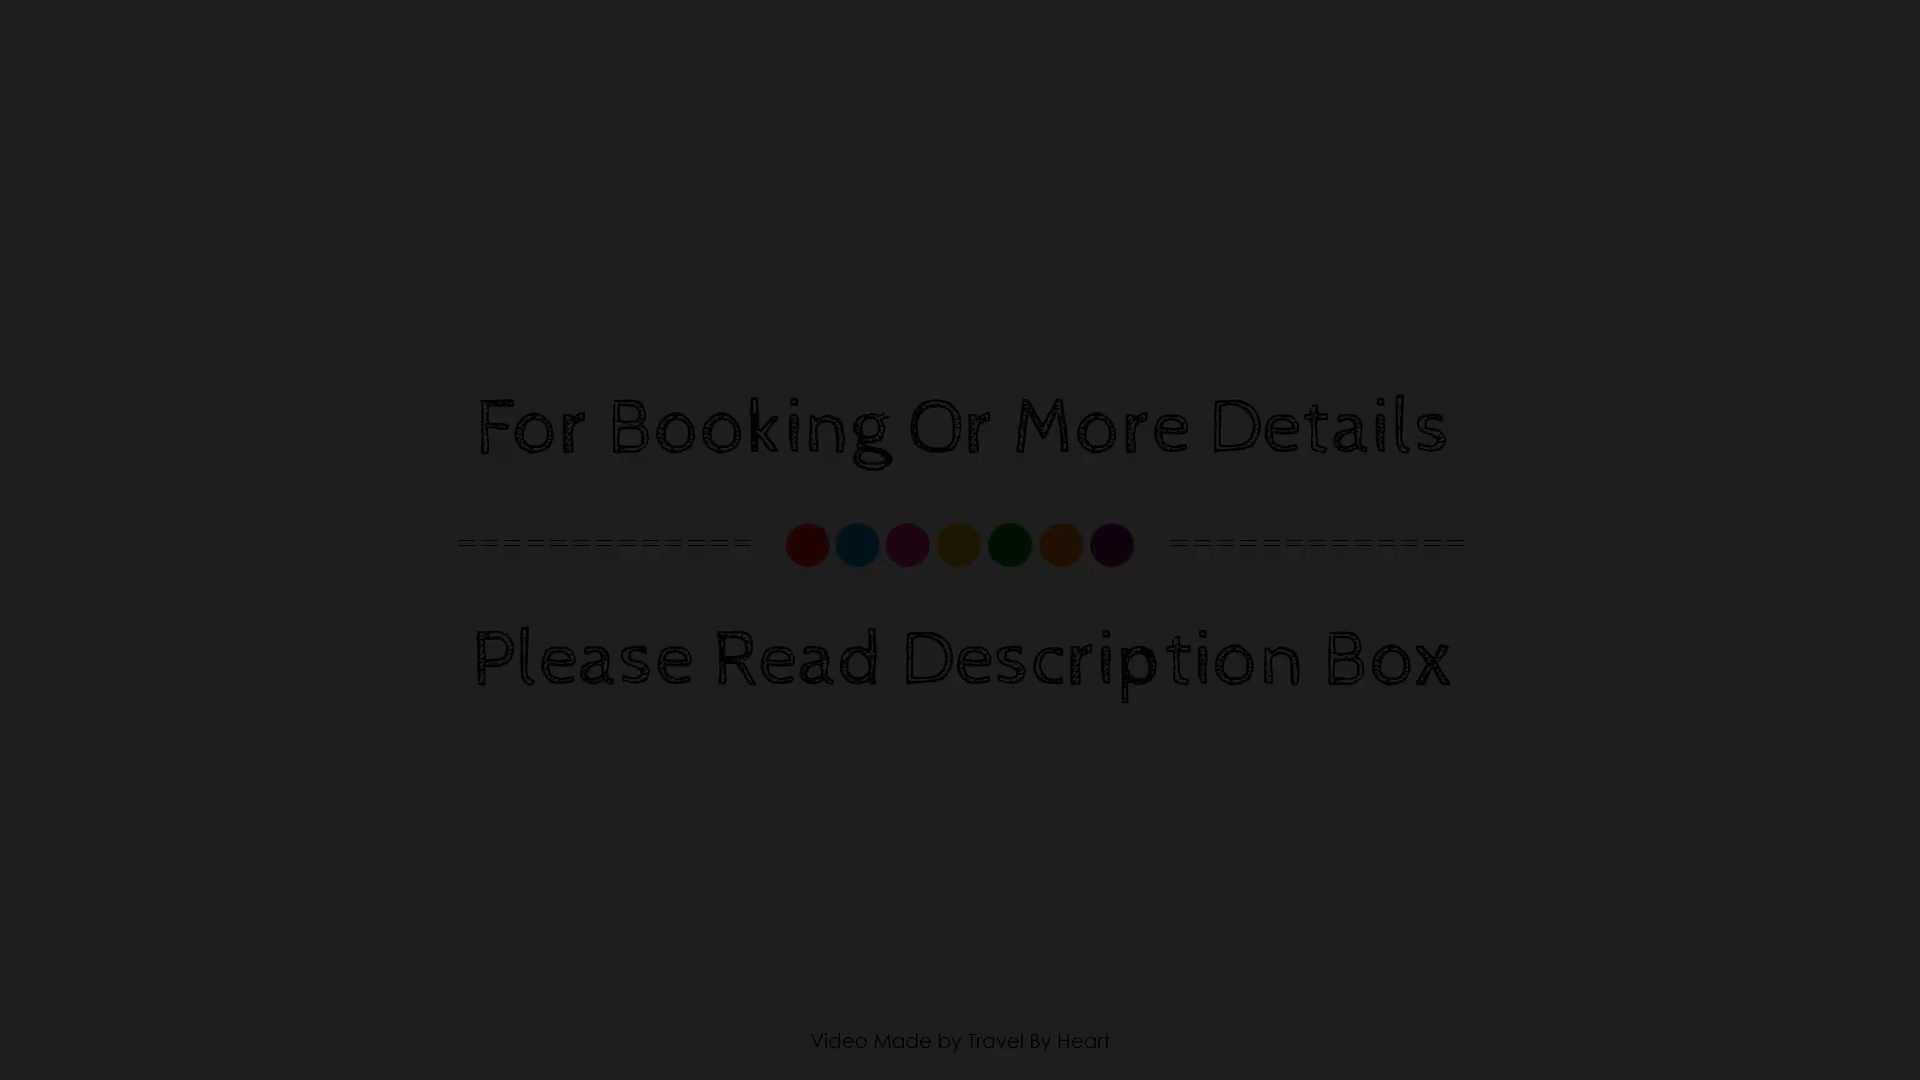 For Booking Or More Details
============= =============
Please Read Description Box
Video Made by Travel By Heart